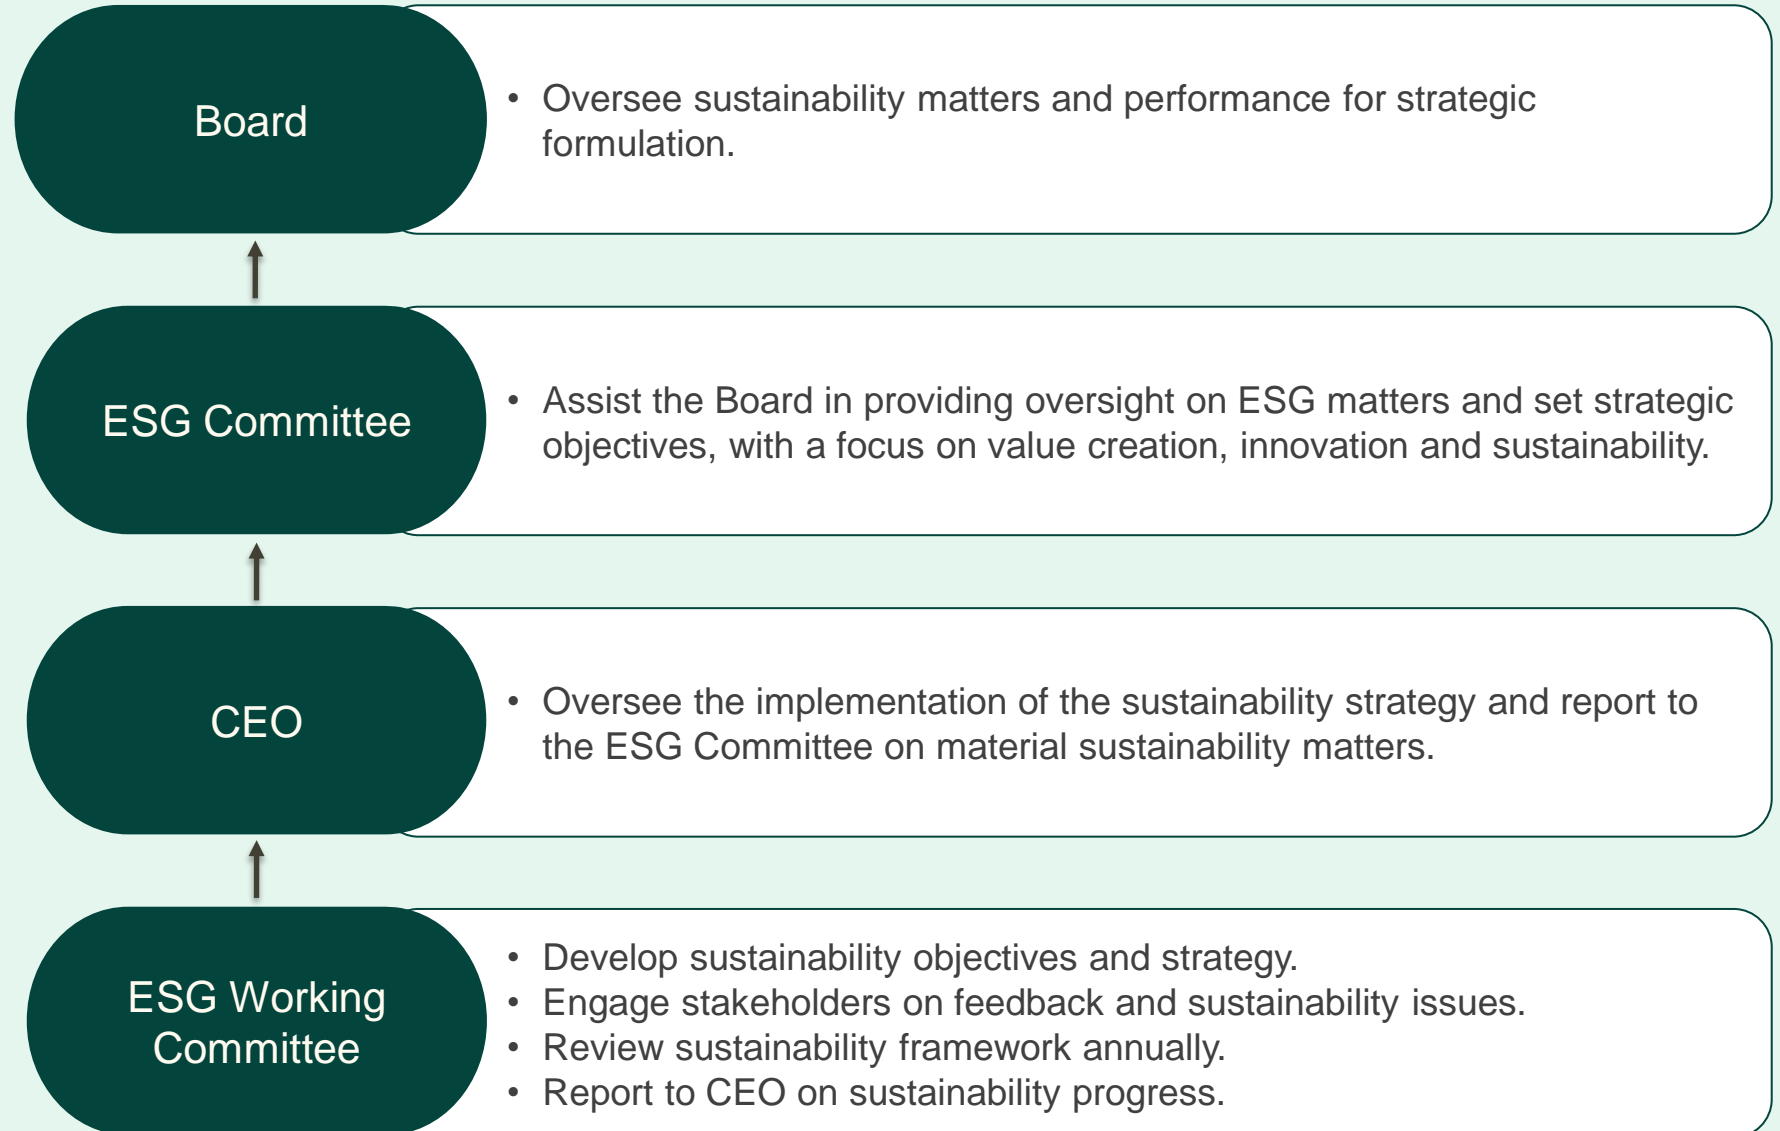 Board
• Oversee sustainability matters and performance for strategic
formulation.
ESG Committee
• Assist the Board in providing oversight on ESG matters and set strategic
objectives, with a focus on value creation, innovation and sustainability.
CEO
• Oversee the implementation of the sustainability strategy and report to
the ESG Committee on material sustainability matters.
ESG Working
Committee
• Develop sustainability objectives and strategy.
• Engage stakeholders on feedback and sustainability issues.
• Review sustainability framework annually.
• Report to CEO on sustainability progress.